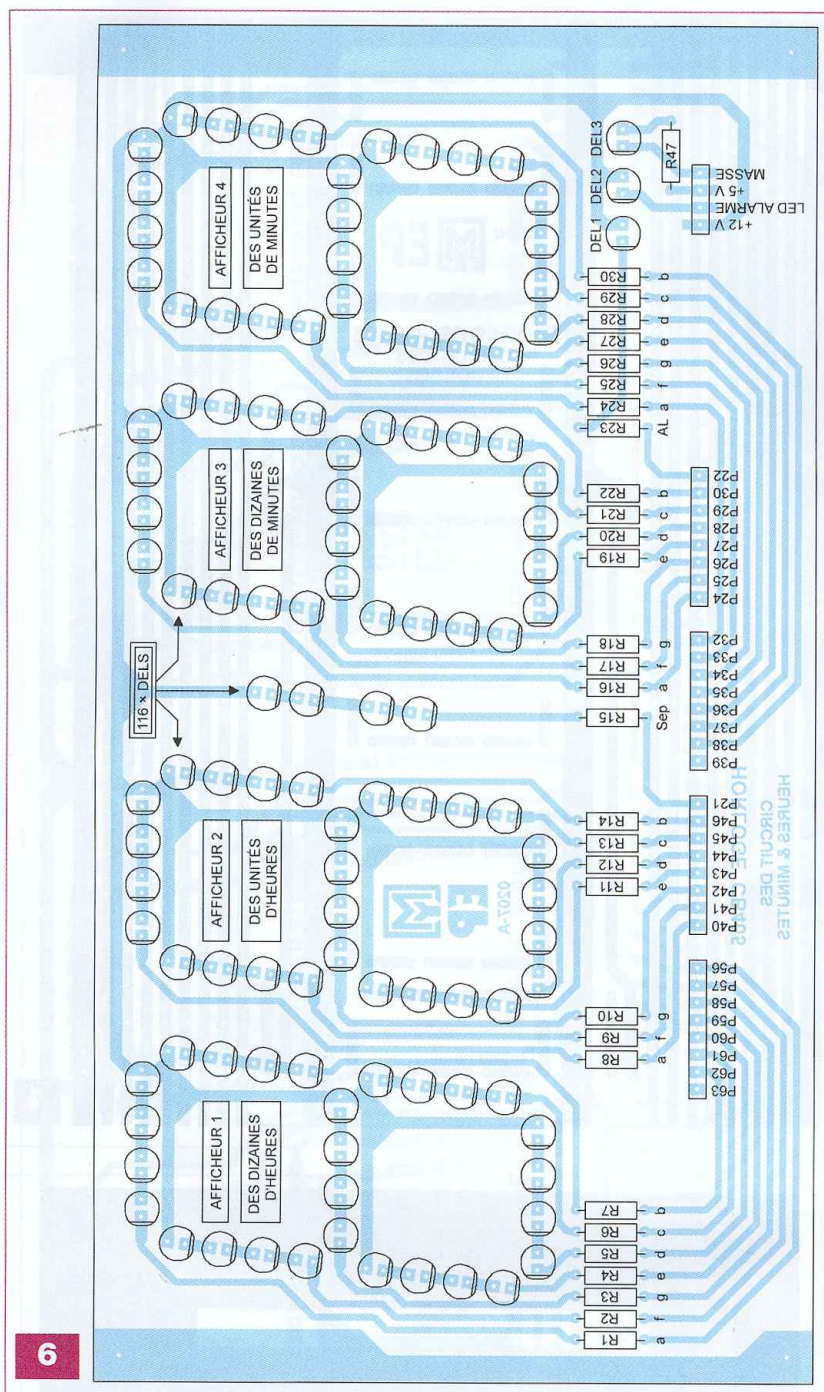 6
116 × DELS
AFFICHEUR 1
DES DIZAINES
D'HEURES
AFFICHEUR 2
DES UNITÉS
D'HEURES
AFFICHEUR 3
DES DIZAINES
DE MINUTES
AFFICHEUR 4
DES UNITÉS
DE MINUTES
EP
0207-A
DEL1
DEL2
DEL3
R47
MASSE
+5 V
LED ALARME
+12 V
R1
R2
R3
R4
R5
R6
R7
a
f
g
e
d
c
b
R8
R9
R10
R11
R12
R13
R14
a
f
g
e
d
c
b
R15
Sep
R16
R17
R18
R19
R20
R21
R22
a
f
g
e
d
c
b
R23
R24
R25
R26
R27
R28
R29
R30
AL
a
f
g
e
d
c
b
P63
P62
P61
P60
P59
P58
P57
P56
P40
P41
P42
P43
P44
P45
P46
P21
P39
P38
P37
P36
P35
P34
P33
P32
P24
P25
P26
P27
P28
P29
P30
P22
HORLOGE
CIRCUIT DES
HEURES & MINUTES